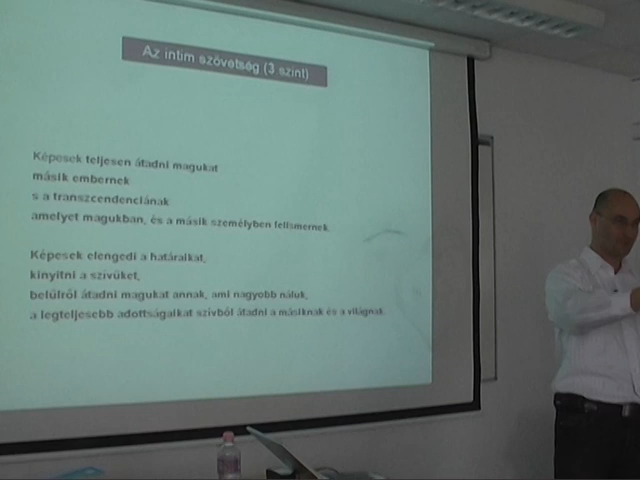 Az intim szövetség (3 szint)
Képesek teljesen átadni magukat
másik embernek
s a transzcendenciának
amelyet magukban, és a másik személyben felismernek.
Képesek elengedi a határaikat,
kinyitni a szívüket,
belülről átadni magukat annak, ami nagyobb náluk,
a legteljesebb adottságaikat szívből átadni a másiknak és a világnak.